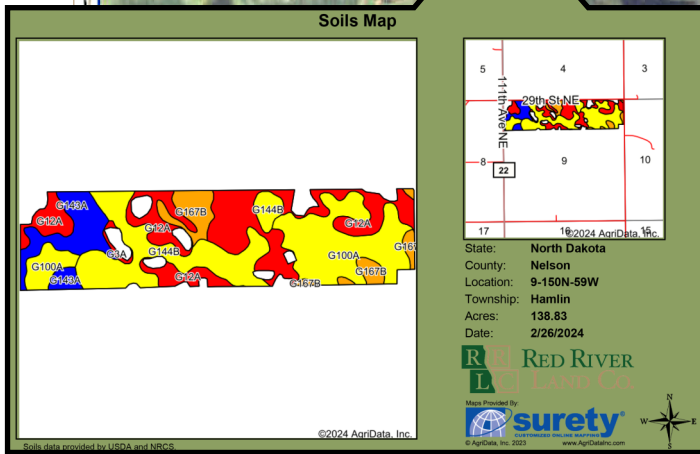 Soils Map
G143A
G12A
G167B
G144B
G12A
G12A
G3A
G144B
G100A
G100A
G143A
G12A
G167B
G167B
G167
©2024 AgriData, Inc.
Soils data provided by USDA and NRCS.
5
4
3
111th Ave NE
29th St NE
8
9
10
22
17
16
15
©2024 AgriData, Inc.
State: North Dakota
County: Nelson
Location: 9-150N-59W
Township: Hamlin
Acres: 138.83
Date: 2/26/2024
RED RIVER
LAND CO.
Maps Provided By:
surety®
CUSTOMIZED ONLINE MAPPING
© AgriData, Inc. 2023 www.AgriDataInc.com
N
W E
S